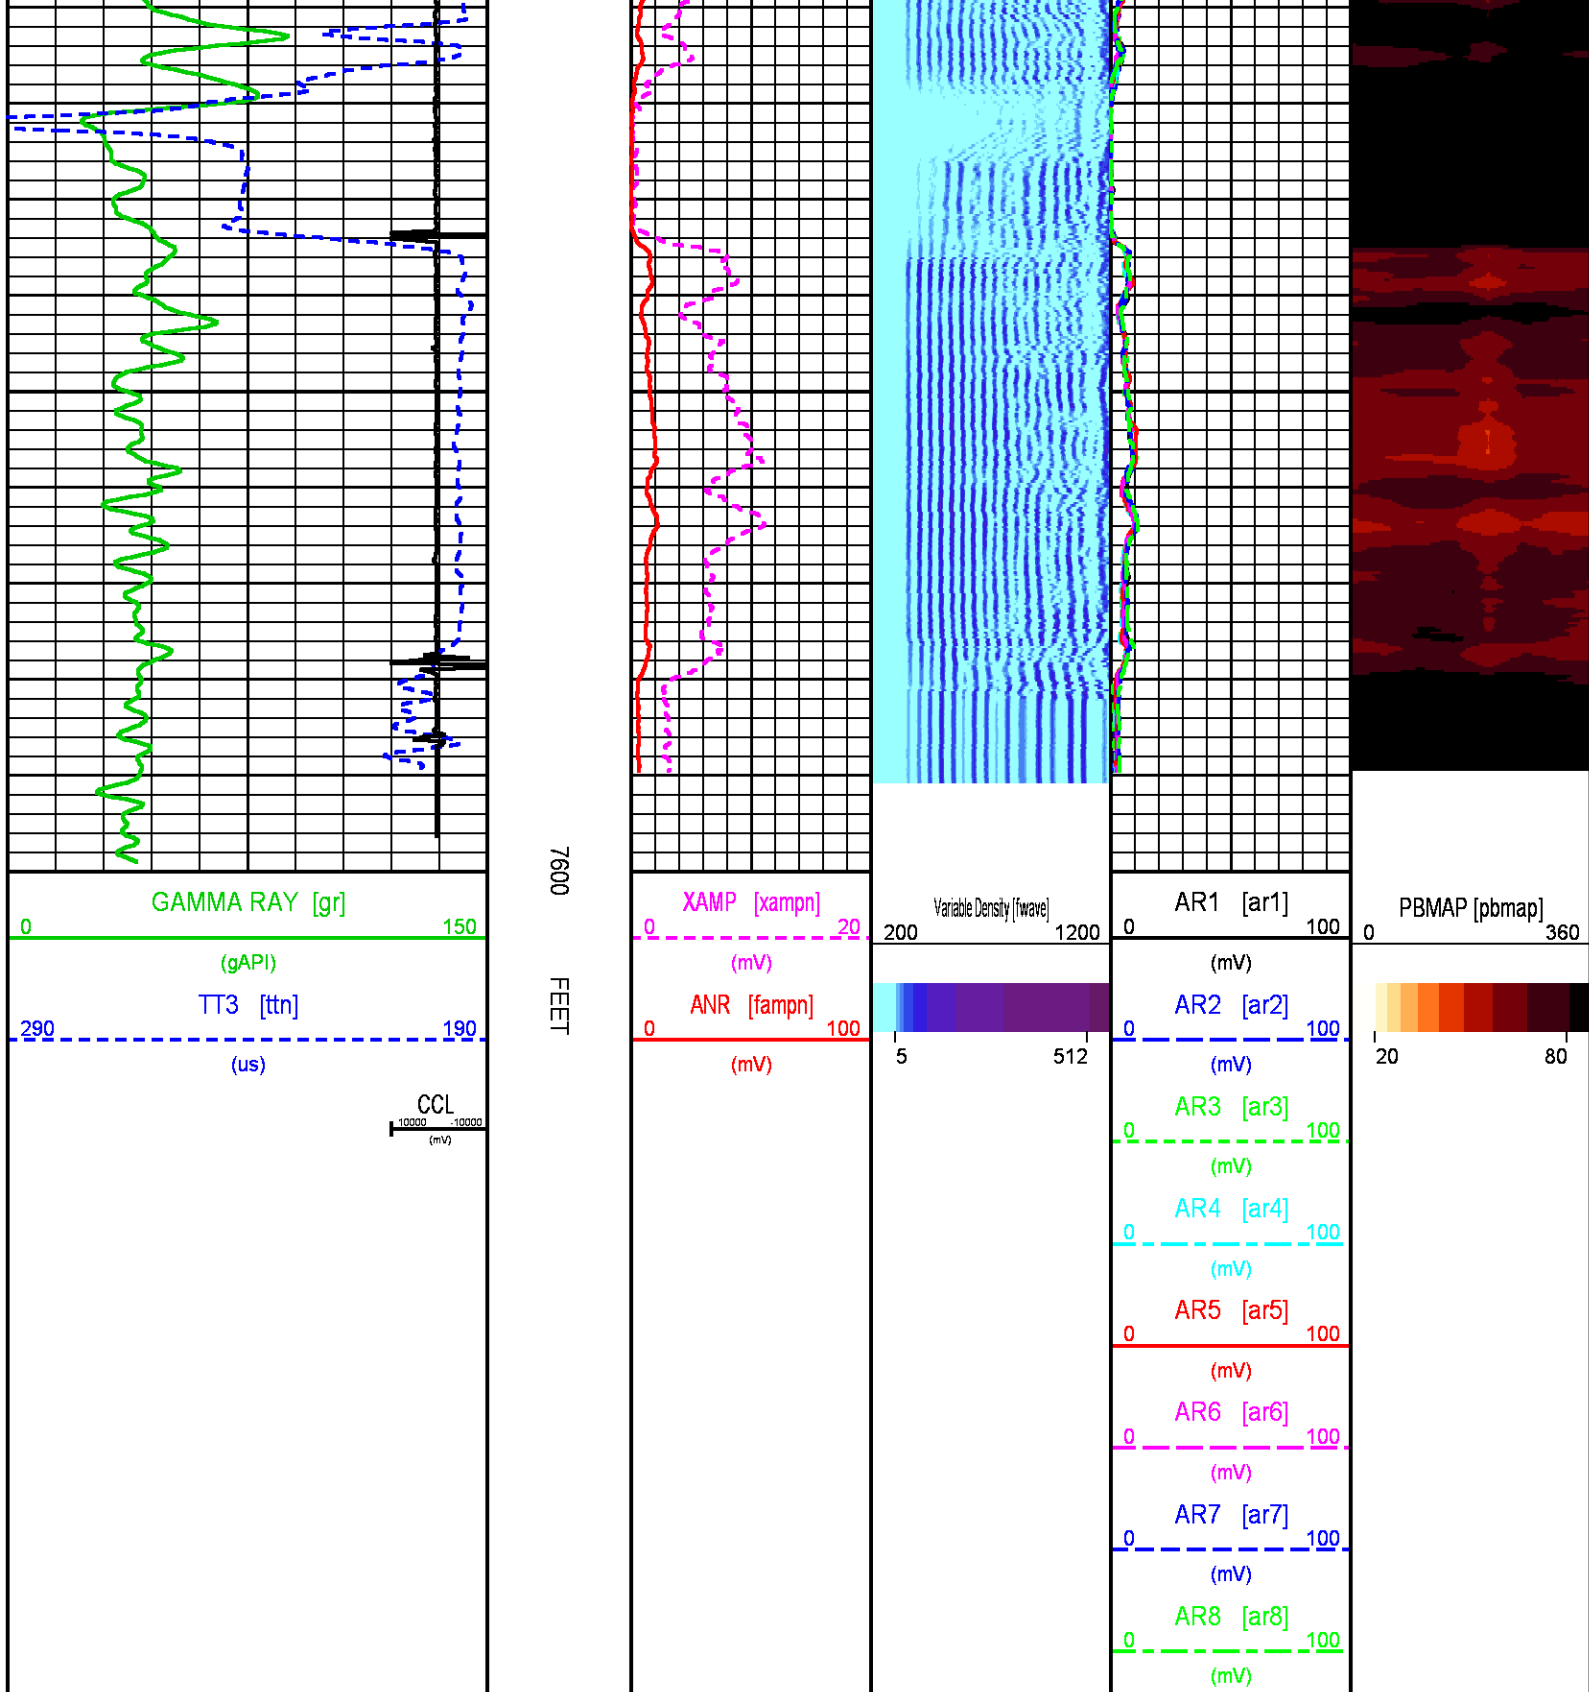 7600 FEET
GAMMA RAY [gr]
0 150
(gAPI)
TT3 [ttn]
290 190
(us)
CCL
10000 -10000
(mV)
XAMP [xampn]
0 20
(mV)
ANR [fampn]
0 100
(mV)
Variable Density [fwave]
200 1200
5 512
AR1 [ar1]
0 100
(mV)
AR2 [ar2]
0 100
(mV)
AR3 [ar3]
0 100
(mV)
AR4 [ar4]
0 100
(mV)
AR5 [ar5]
0 100
(mV)
AR6 [ar6]
0 100
(mV)
AR7 [ar7]
0 100
(mV)
AR8 [ar8]
0 100
(mV)
PBMAP [pbmap]
0 360
20 80